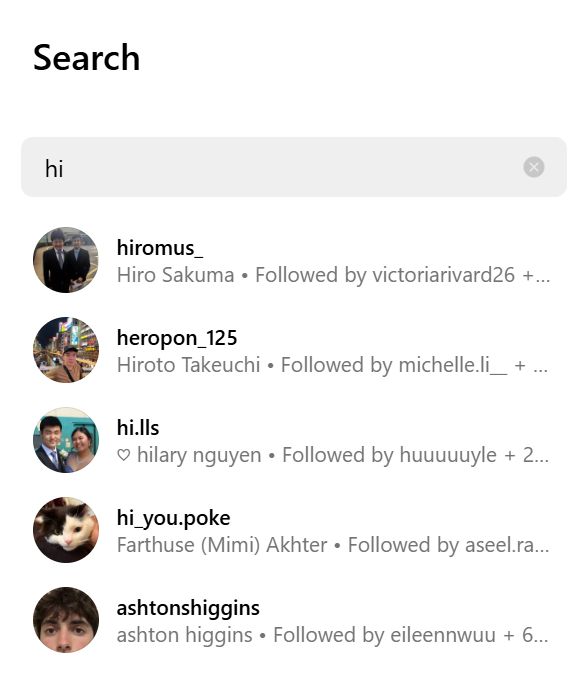 Search
hi
hiromus_
Hiro Sakuma • Followed by victoriarivard26 +...
heropon_125
Hiroto Takeuchi • Followed by michelle.li__ + ...
hi.lls
♡ hilary nguyen • Followed by huuuuuyle + 2...
hi_you.poke
Farthuse (Mimi) Akhter • Followed by aseel.ra...
ashtonshiggins
ashton higgins • Followed by eileennwuu + 6...